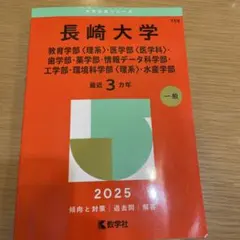 長崎大学
教育学部〈理系〉・医学部〈医学科〉・
歯学部・薬学部・情報データ科学部・
工学部・環境科学部〈理系〉・水産学部
最近3カ年
一般
2025
傾向と対策｜過去問｜解答
教学社